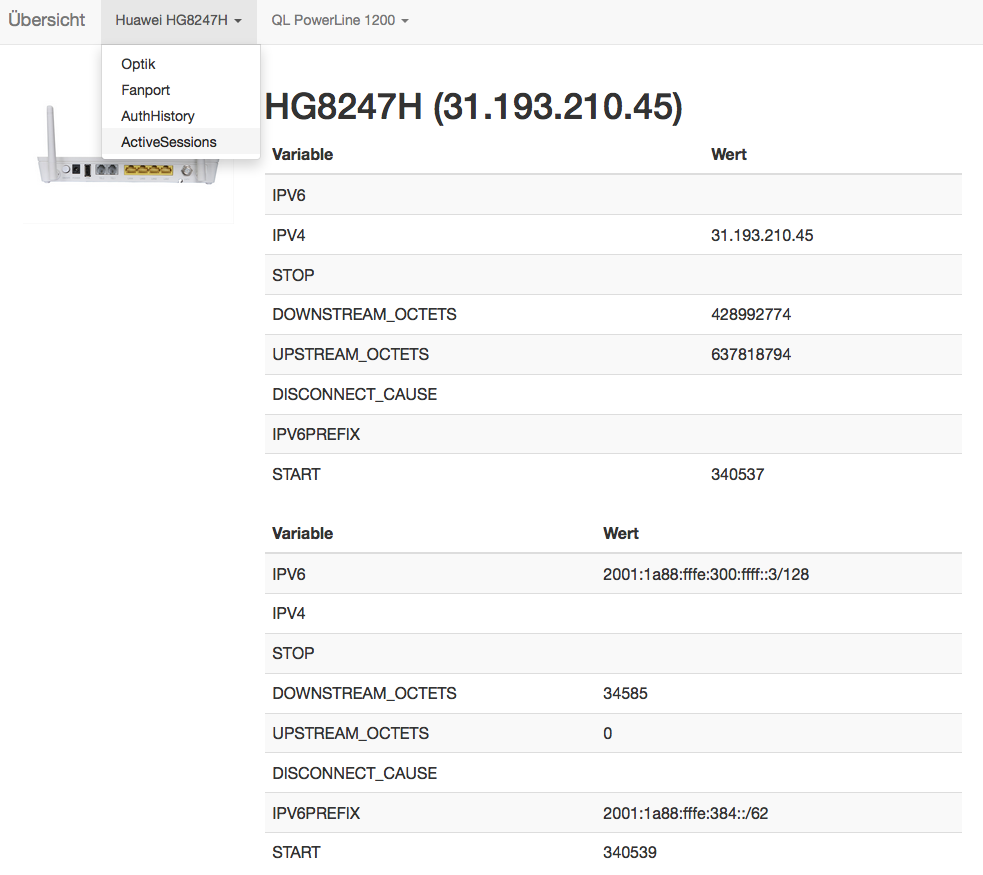 Übersicht Huawei HG8247H QL PowerLine 1200
Optik
Fanport
AuthHistory
ActiveSessions
HG8247H (31.193.210.45)
Variable Wert
IPV6
IPV4 31.193.210.45
STOP
DOWNSTREAM_OCTETS 428992774
UPSTREAM_OCTETS 637818794
DISCONNECT_CAUSE
IPV6PREFIX
START 340537
Variable Wert
IPV6 2001:1a88:fffe:300:ffff::3/128
IPV4
STOP
DOWNSTREAM_OCTETS 34585
UPSTREAM_OCTETS 0
DISCONNECT_CAUSE
IPV6PREFIX 2001:1a88:fffe:384::/62
START 340539